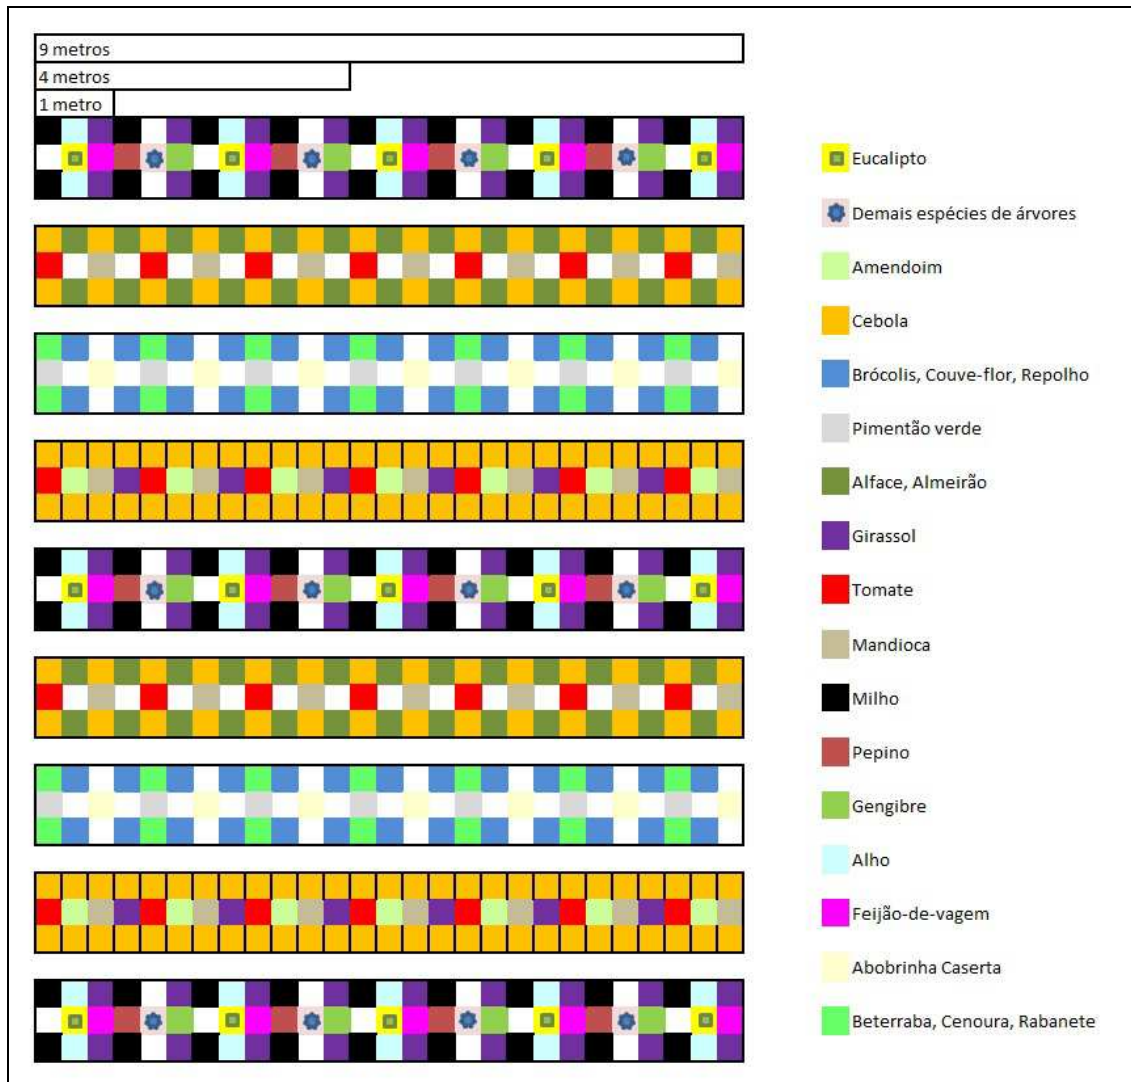 9 metros
4 metros
1 metro
Eucalipto
Demais espécies de árvores
Amendoim
Cebola
Brócolis, Couve-flor, Repolho
Pimentão verde
Alface, Almeirão
Girassol
Tomate
Mandioca
Milho
Pepino
Gengibre
Alho
Feijão-de-vagem
Abobrinha Caserta
Beterraba, Cenoura, Rabanete